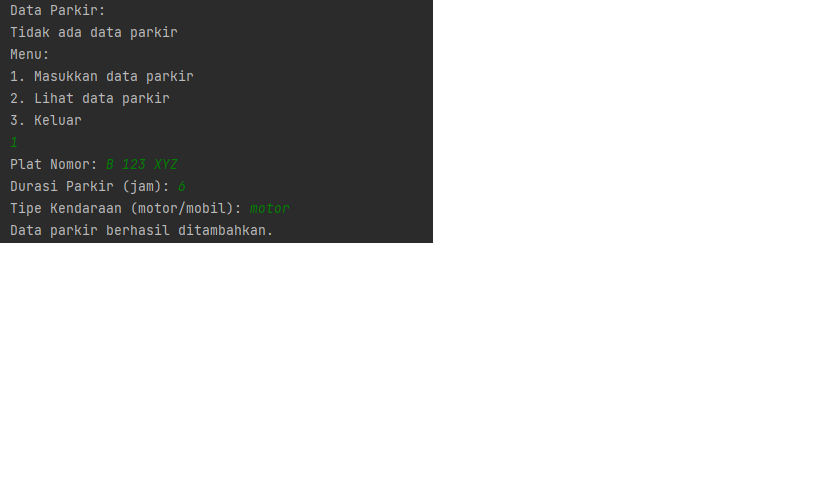 Data Parkir:
Tidak ada data parkir
Menu:
1. Masukkan data parkir
2. Lihat data parkir
3. Keluar
1
Plat Nomor: B 123 XYZ
Durasi Parkir (jam): 6
Tipe Kendaraan (motor/mobil): motor
Data parkir berhasil ditambahkan.